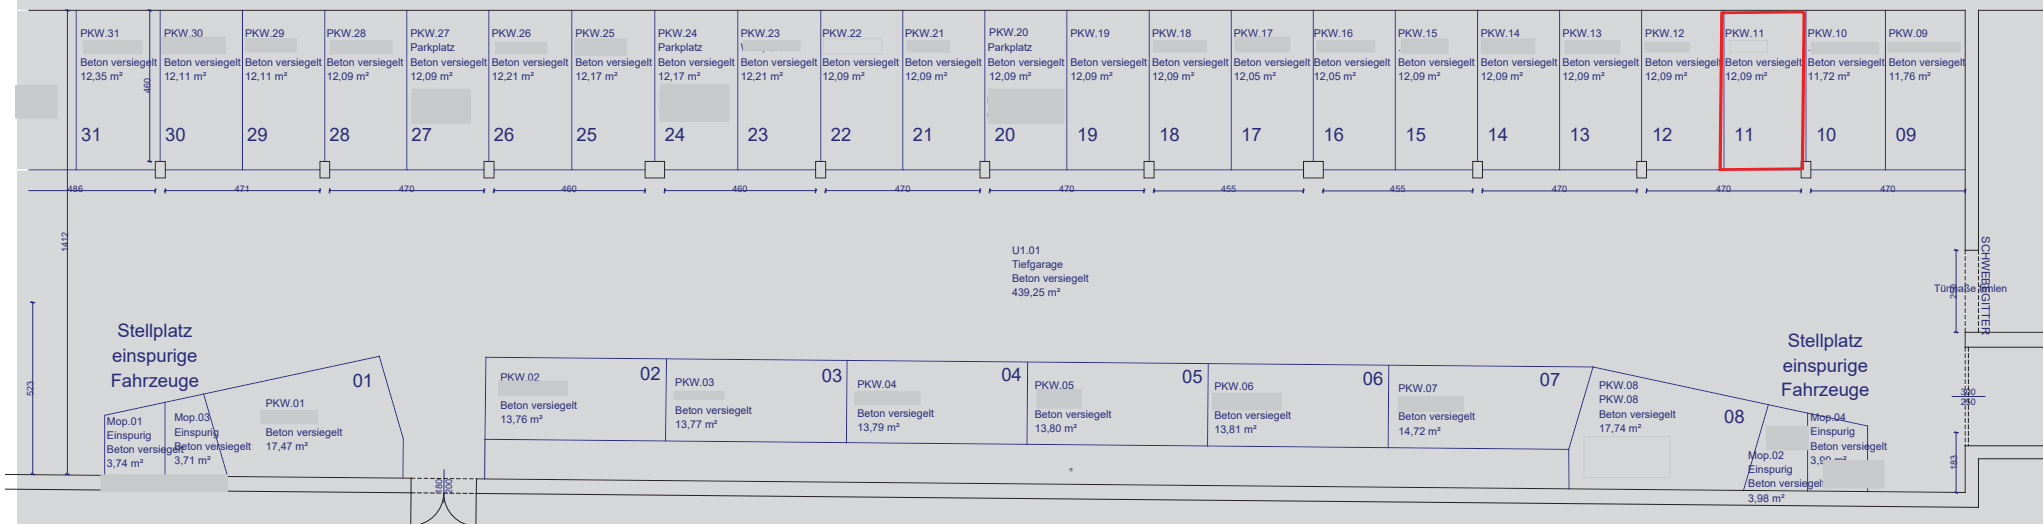 PKW.31
Beton versiegelt
12,35 m²
31
PKW.30
Beton versiegelt
12,11 m²
30
PKW.29
Beton versiegelt
12,11 m²
29
PKW.28
Beton versiegelt
12,09 m²
28
PKW.27
Parkplatz
Beton versiegelt
12,09 m²
27
PKW.26
Beton versiegelt
12,21 m²
26
PKW.25
Beton versiegelt
12,17 m²
25
PKW.24
Parkplatz
Beton versiegelt
12,17 m²
24
PKW.23
Beton versiegelt
12,21 m²
23
PKW.22
Beton versiegelt
12,09 m²
22
PKW.21
Beton versiegelt
12,09 m²
21
PKW.20
Parkplatz
Beton versiegelt
12,09 m²
20
PKW.19
Beton versiegelt
12,09 m²
19
PKW.18
Beton versiegelt
12,09 m²
18
PKW.17
Beton versiegelt
12,05 m²
17
PKW.16
Beton versiegelt
12,05 m²
16
PKW.15
Beton versiegelt
12,09 m²
15
PKW.14
Beton versiegelt
12,09 m²
14
PKW.13
Beton versiegelt
12,09 m²
13
PKW.12
Beton versiegelt
12,09 m²
12
PKW.11
Beton versiegelt
12,09 m²
11
PKW.10
Beton versiegelt
11,72 m²
10
PKW.09
Beton versiegelt
11,76 m²
09
460
486
471
470
460
460
470
470
455
455
470
470
470
1412
U1.01
Tiefgarage
Beton versiegelt
439,25 m²
SCHWEBEGITTER
523
Stellplatz
einspurige
Fahrzeuge
Mop.01
Einspurig
Beton versiegelt
3,74 m²
Mop.03
Einspurig
Beton versiegelt
3,71 m²
01
PKW.01
Beton versiegelt
17,47 m²
180
200
02
PKW.02
Beton versiegelt
13,76 m²
03
PKW.03
Beton versiegelt
13,77 m²
04
PKW.04
Beton versiegelt
13,79 m²
05
PKW.05
Beton versiegelt
13,80 m²
06
PKW.06
Beton versiegelt
13,81 m²
07
PKW.07
Beton versiegelt
14,72 m²
PKW.08
PKW.08
Beton versiegelt
17,74 m²
08
Stellplatz
einspurige
Fahrzeuge
Mop.04
Einspurig
Beton versiegelt
Mop.02
Einspurig
Beton versiegelt
3,98 m²
300
250
183